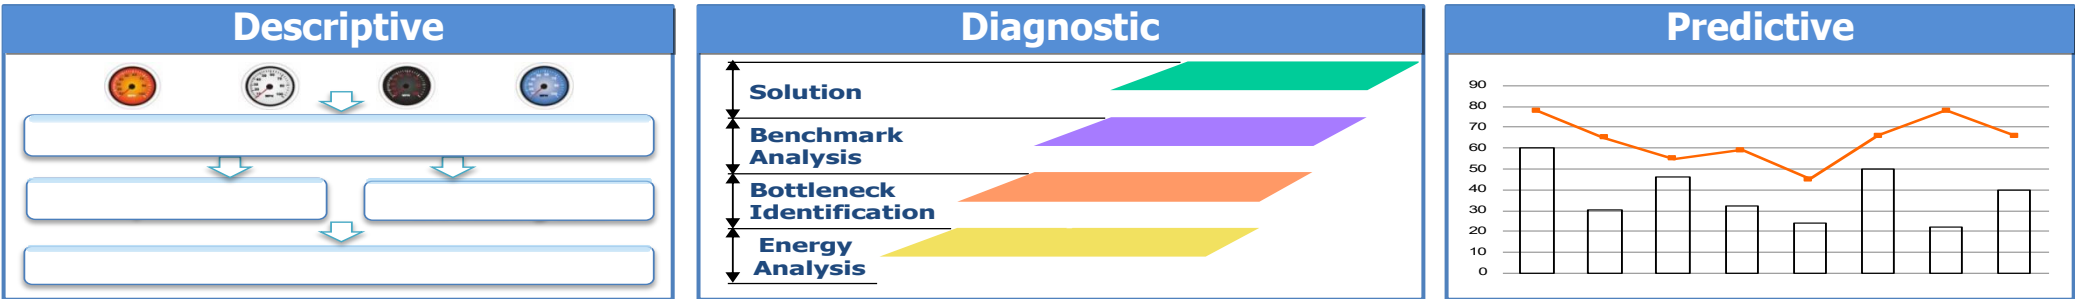 Descriptive
Diagnostic
Predictive
Solution
Benchmark
Analysis
Bottleneck
Identification
Energy
Analysis
90
80
70
60
50
40
30
20
10
0